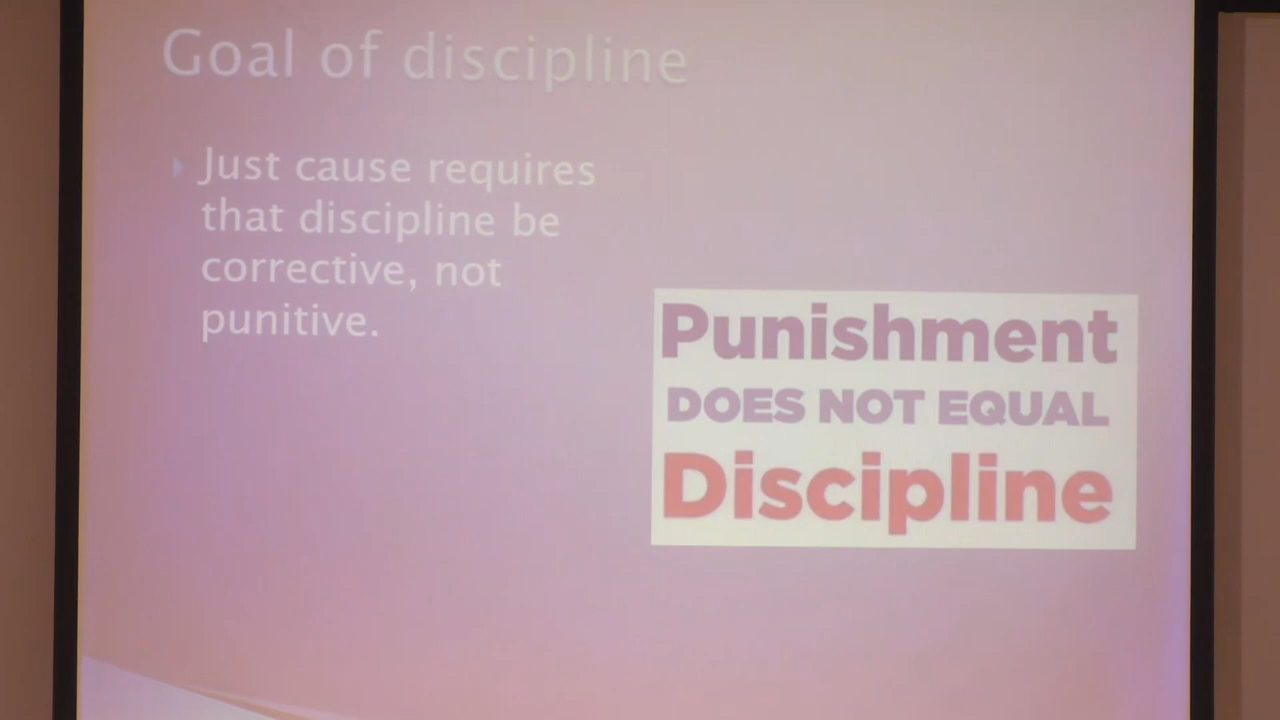 Goal of discipline
Just cause requires
that discipline be
corrective, not
punitive.
Punishment
DOES NOT EQUAL
Discipline